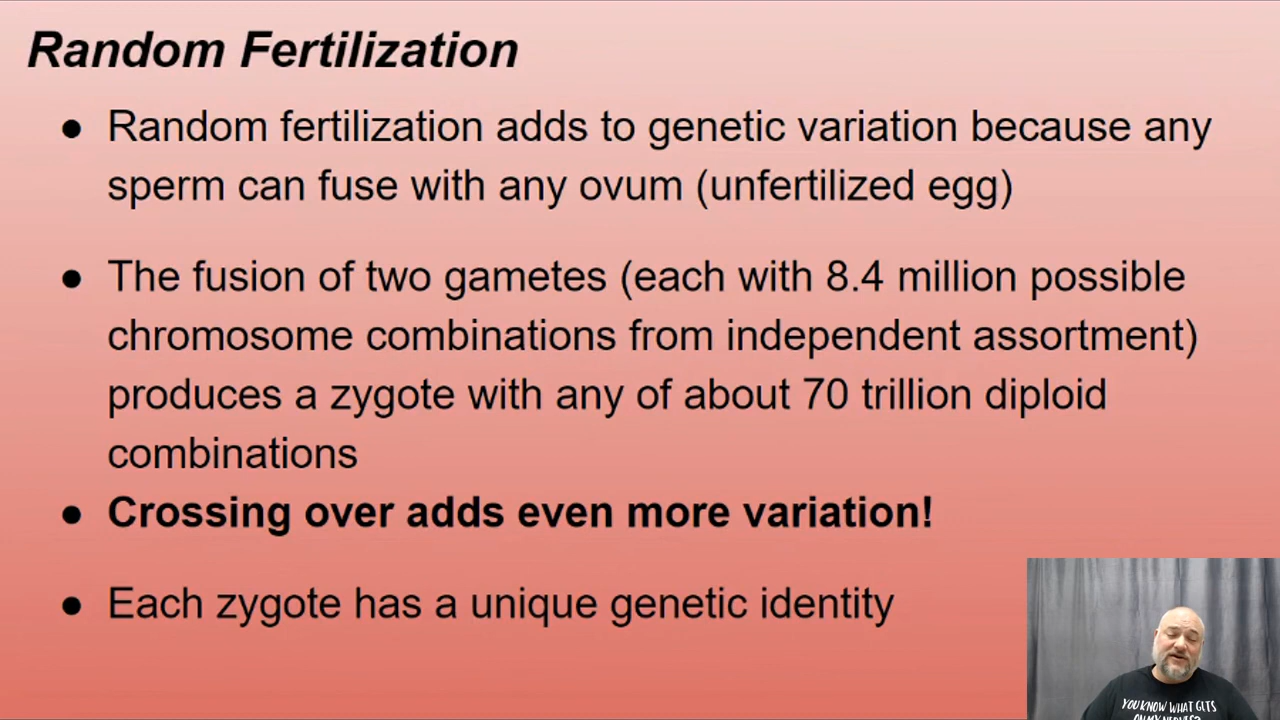 Random Fertilization
● Random fertilization adds to genetic variation because any
sperm can fuse with any ovum (unfertilized egg)
● The fusion of two gametes (each with 8.4 million possible
chromosome combinations from independent assortment)
produces a zygote with any of about 70 trillion diploid
combinations
● Crossing over adds even more variation!
● Each zygote has a unique genetic identity
YOU KNOW WHAT GETS
ON MY NERVES?